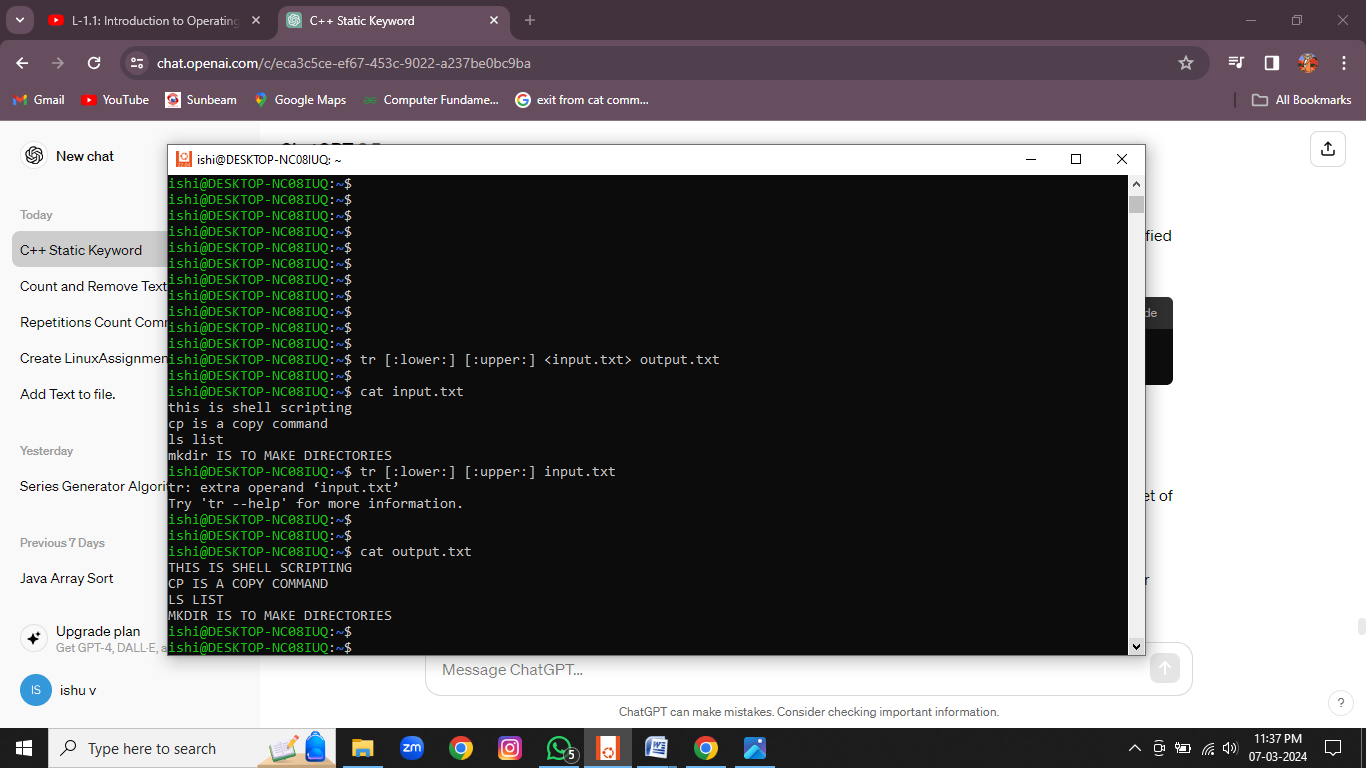 L-1.1: Introduction to Operating
C++ Static Keyword
chat.openai.com/c/eca3c5ce-ef67-453c-9022-a237be0bc9ba
Gmail
YouTube
Sunbeam
Google Maps
Computer Fundame...
exit from cat comm...
All Bookmarks
New chat
Today
C++ Static Keyword
Count and Remove Text
Repetitions Count Comm
Create LinuxAssignmen
Add Text to file.
Yesterday
Series Generator Algorit
Previous 7 Days
Java Array Sort
Upgrade plan
Get GPT-4, DALL·E, a
IS
ishu v
ishi@DESKTOP-NC08IUQ: ~
ishi@DESKTOP-NC08IUQ:~$
ishi@DESKTOP-NC08IUQ:~$
ishi@DESKTOP-NC08IUQ:~$
ishi@DESKTOP-NC08IUQ:~$
ishi@DESKTOP-NC08IUQ:~$
ishi@DESKTOP-NC08IUQ:~$
ishi@DESKTOP-NC08IUQ:~$
ishi@DESKTOP-NC08IUQ:~$
ishi@DESKTOP-NC08IUQ:~$
ishi@DESKTOP-NC08IUQ:~$
ishi@DESKTOP-NC08IUQ:~$
ishi@DESKTOP-NC08IUQ:~$ tr [:lower:] [:upper:] <input.txt> output.txt
ishi@DESKTOP-NC08IUQ:~$
ishi@DESKTOP-NC08IUQ:~$ cat input.txt
this is shell scripting
cp is a copy command
ls list
mkdir IS TO MAKE DIRECTORIES
ishi@DESKTOP-NC08IUQ:~$ tr [:lower:] [:upper:] input.txt
tr: extra operand ‘input.txt’
Try 'tr --help' for more information.
ishi@DESKTOP-NC08IUQ:~$
ishi@DESKTOP-NC08IUQ:~$
ishi@DESKTOP-NC08IUQ:~$ cat output.txt
THIS IS SHELL SCRIPTING
CP IS A COPY COMMAND
LS LIST
MKDIR IS TO MAKE DIRECTORIES
ishi@DESKTOP-NC08IUQ:~$
ishi@DESKTOP-NC08IUQ:~$
Message ChatGPT...
ChatGPT can make mistakes. Consider checking important information.
?
Type here to search
zm
5
11:37 PM
07-03-2024